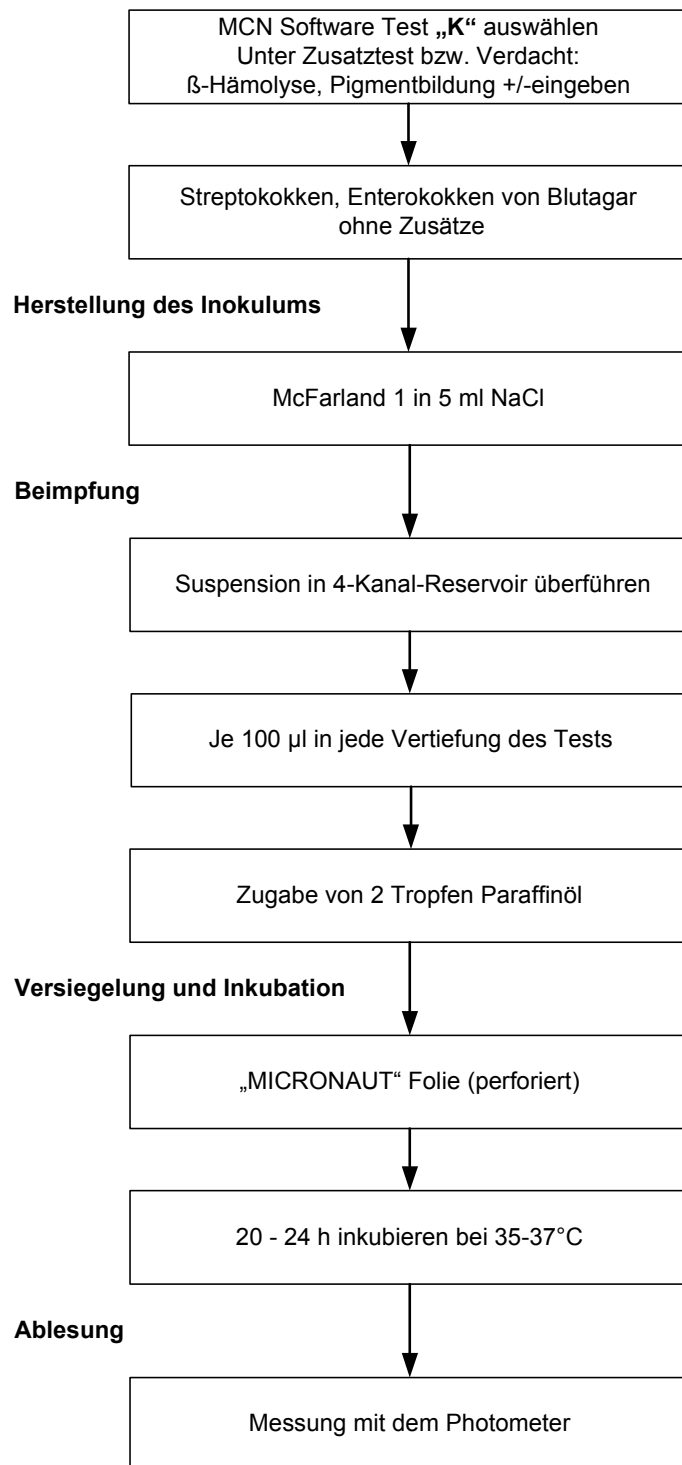 MCN Software Test „K“ auswählen
Unter Zusatztest bzw. Verdacht:
ß-Hämolyse, Pigmentbildung +/-eingeben
Streptokokken, Enterokokken von Blutagar
ohne Zusätze
Herstellung des Inokulums
McFarland 1 in 5 ml NaCl
Beimpfung
Suspension in 4-Kanal-Reservoir überführen
Je 100 µl in jede Vertiefung des Tests
Zugabe von 2 Tropfen Paraffinöl
Versiegelung und Inkubation
„MICRONAUT“ Folie (perforiert)
20 - 24 h inkubieren bei 35-37°C
Ablesung
Messung mit dem Photometer